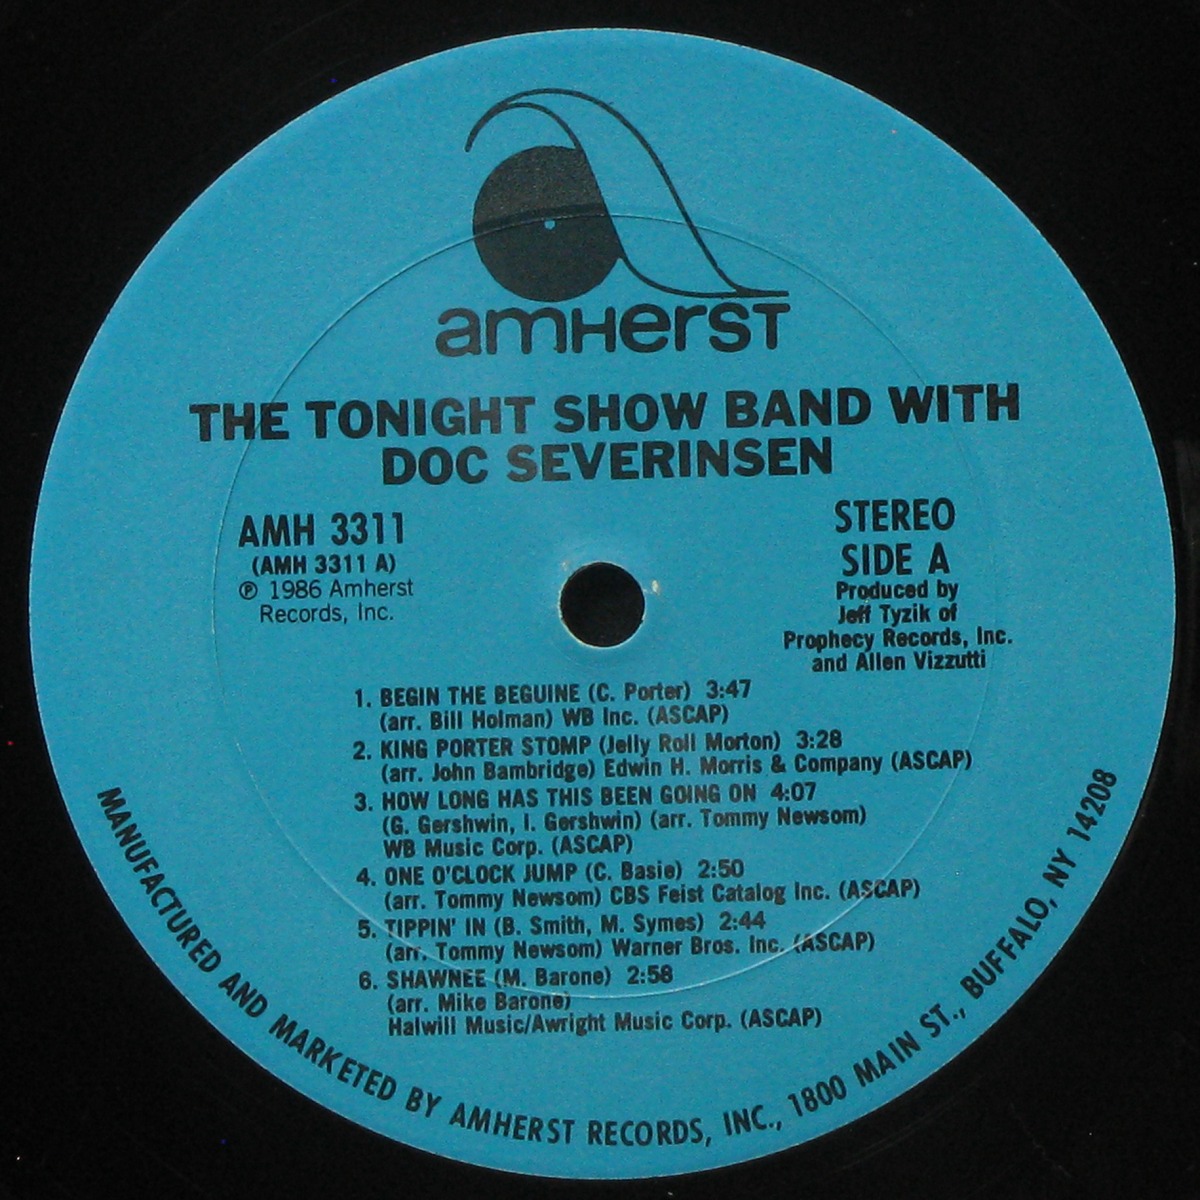 amHersT
THE TONIGHT SHOW BAND WITH
DOC SEVERINSEN
AMH 3311
(AMH 3311 A)
℗ 1986 Amherst
Records, Inc.
STEREO
SIDE A
Produced by
Jeff Tyzik of
Prophecy Records, Inc.
and Allen Vizzutti
1. BEGIN THE BEGUINE (C. Porter) 3:47
(arr. Bill Holman) WB Inc. (ASCAP)
2. KING PORTER STOMP (Jelly Roll Morton) 3:28
(arr. John Bambridge) Edwin H. Morris & Company (ASCAP)
3. HOW LONG HAS THIS BEEN GOING ON 4:07
(G. Gershwin, I. Gershwin) (arr. Tommy Newsom)
WB Music Corp. (ASCAP)
4. ONE O'CLOCK JUMP (C. Basie) 2:50
(arr. Tommy Newsom) CBS Feist Catalog Inc. (ASCAP)
5. TIPPIN' IN (B. Smith, M. Symes) 2:44
(arr. Tommy Newsom) Warner Bros. Inc. (ASCAP)
6. SHAWNEE (M. Barone) 2:58
(arr. Mike Barone)
Halwill Music/Awright Music Corp. (ASCAP)
MANUFACTURED AND MARKETED BY AMHERST RECORDS, INC., 1800 MAIN ST., BUFFALO, NY 14208